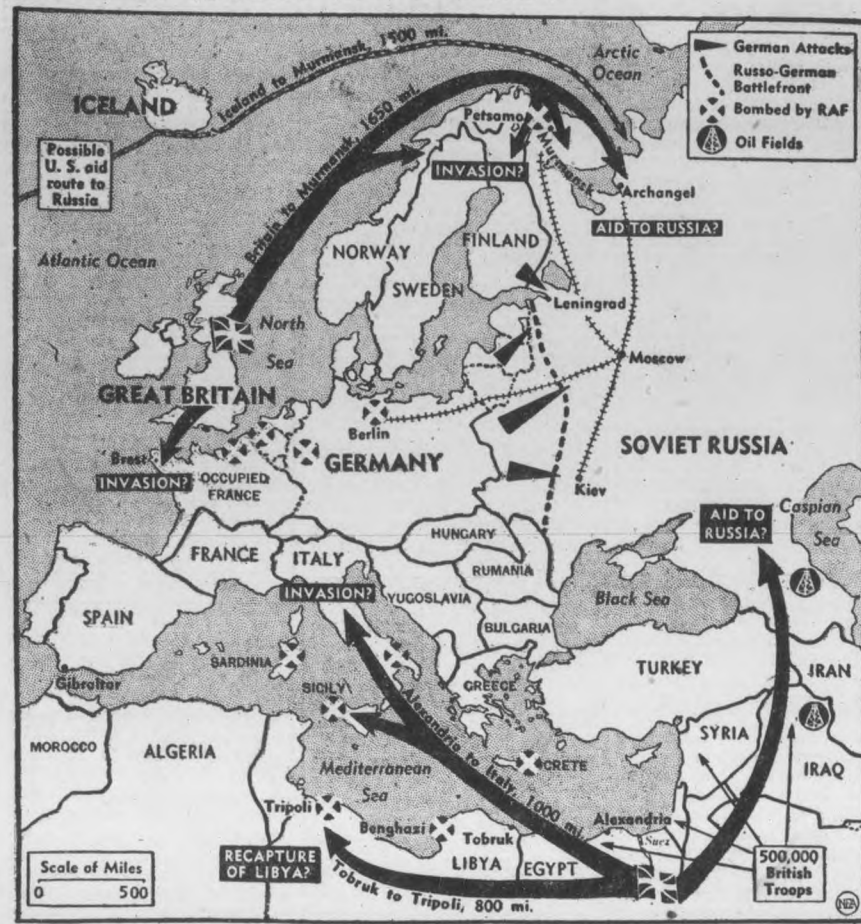 German Attacks
Russo-German
Battlefront
Bombed by RAF
Oil Fields
Arctic
Ocean
Iceland to Murmansk, 1500 mi.
ICELAND
Possible
U. S. aid
route to
Russia
Britain to Murmansk, 1650 mi.
Petsamo
Murmansk
INVASION?
Archangel
AID TO RUSSIA?
Atlantic Ocean
NORWAY
FINLAND
SWEDEN
Leningrad
North
Sea
Moscow
GREAT BRITAIN
Berlin
GERMANY
SOVIET RUSSIA
Brest
INVASION?
OCCUPIED
FRANCE
Kiev
Caspian
Sea
AID TO
RUSSIA?
HUNGARY
FRANCE
ITALY
RUMANIA
INVASION?
YUGOSLAVIA
Black Sea
SPAIN
BULGARIA
SARDINIA
TURKEY
IRAN
Gibraltar
GREECE
SICILY
SYRIA
MOROCCO
ALGERIA
Alexandria to Italy, 1000 mi.
IRAQ
Mediterranean
Sea
CRETE
Tripoli
Alexandria
Benghasi
Tobruk
Suez
LIBYA
EGYPT
500,000
British
Troops
RECAPTURE
OF LIBYA?
Tobruk to Tripoli, 800 mi.
Scale of Miles
0 500
NEA